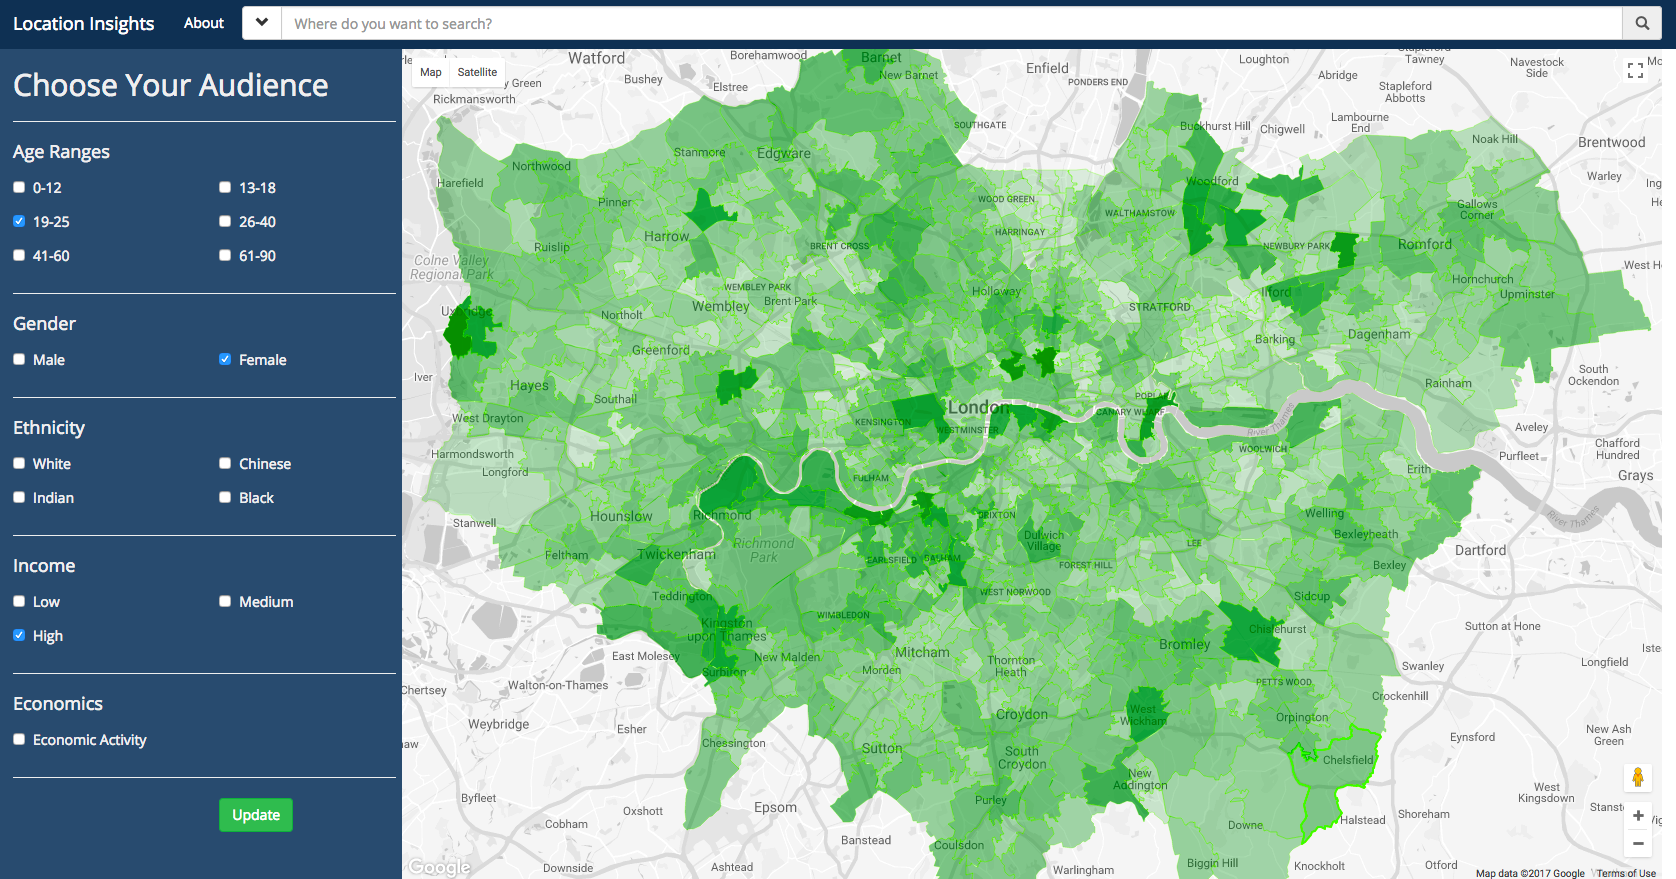 Location Insights
About
Where do you want to search?
Choose Your Audience
Age Ranges
0-12
13-18
19-25
26-40
41-60
61-90
Gender
Male
Female
Ethnicity
White
Chinese
Indian
Black
Income
Low
Medium
High
Economics
Economic Activity
Update
Map
Satellite
Watford
Borehamwood
Barnet
New Barnet
Enfield
PONDERS END
Loughton
Abridge
Stapleford
Tawney
Navestock
Side
Bushey
Elstree
Rickmansworth
Stapleford
Abbotts
Lambourne
End
SOUTHGATE
Buckhurst Hill
Chigwell
Noak Hill
Brentwood
Stanmore
Edgware
Northwood
Harefield
Woodford
Warley
Pinner
WOOD GREEN
WALTHAMSTOW
Gallows
Corner
Harrow
HARRINGAY
BRENT CROSS
Ruislip
NEWBURY PARK
Romford
Colne Valley
Regional Park
Hornchurch
Upminster
WEMBLEY PARK
Holloway
Ilford
Wembley
Brent Park
STRATFORD
Uxbridge
Northolt
Barking
Dagenham
Greenford
Iver
Hayes
Rainham
South
Ockendon
Southall
London
POPLAR
CANARY WHARF
West Drayton
KENSINGTON
WESTMINSTER
River Thames
Aveley
Harmondsworth
WOOLWICH
Chafford
Hundred
Purfleet
Longford
FULHAM
Erith
Grays
Stanwell
Hounslow
Richmond
BRIXTON
Welling
River Thames
Richmond
Park
Dulwich
Village
LEE
Bexleyheath
Feltham
Twickenham
EARLSFIELD
BALHAM
FOREST HILL
Bexley
Dartford
Teddington
WEST NORWOOD
Sidcup
WIMBLEDON
Kingston
upon Thames
Chislehurst
Sutton at Hone
East Molesey
New Malden
Mitcham
Bromley
Longfield
Surbiton
Morden
Thornton
Heath
Swanley
Chertsey
Walton-on-Thames
PETTS WOOD
Crockenhill
Weybridge
Esher
Croydon
West
Wickham
Orpington
Eynsford
New Ash
Green
Chessington
Sutton
South
Croydon
Chelsfield
New
Addington
West
Kingsdown
Byfleet
Oxshott
Epsom
Purley
Cobham
Downe
Halstead
Shoreham
Banstead
Coulsdon
Downside
Ashtead
Warlingham
Biggin Hill
Knockholt
Otford
Google
Map data ©2017 Google
Terms of Use